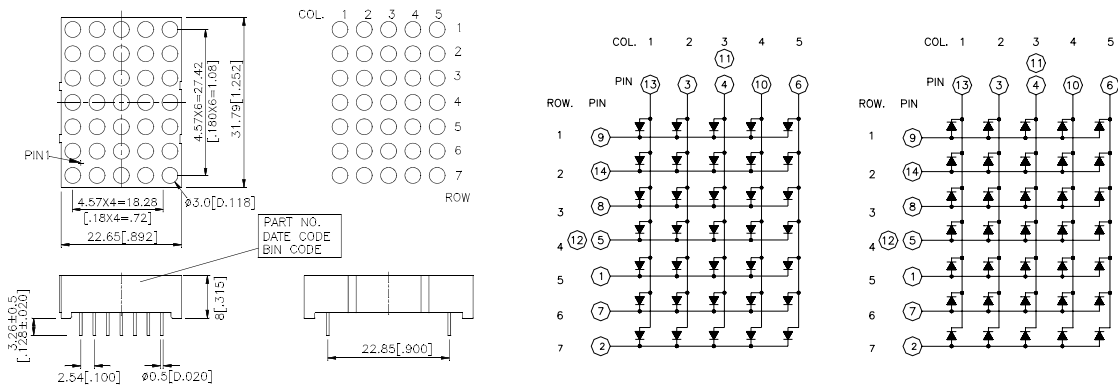 COL. 1 2 3 4 5
1
2
3
4
5
6
7
ROW
4.57X6=27.42
[.180X6=1.08]
31.79[1.252]
PIN1
4.57X4=18.28
[.18X4=.72]
ø3.0[D.118]
22.65[.892]
PART NO.
DATE CODE
BIN CODE
3.26±0.5
[.128±.020]
8[.315]
2.54[.100]
ø0.5[D.020]
22.85[.900]
COL. 1 2 3 4 5
11
PIN 13 3 4 10 6
ROW. PIN
1 9
2 14
3 8
4 12 5
5 1
6 7
7 2
COL. 1 2 3 4 5
11
PIN 13 3 4 10 6
ROW. PIN
1 9
2 14
3 8
4 12 5
5 1
6 7
7 2